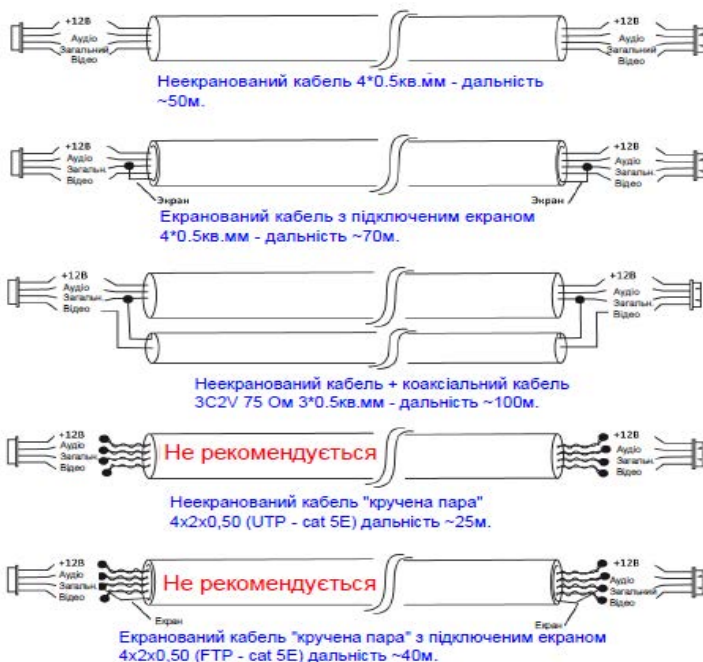 +12В +12В
Аудіо Аудіо
Загальний Загальний
Відео Відео
Неекранований кабель 4*0.5кв.мм - дальність
~50м.
+12В +12В
Аудіо Аудіо
Загальн. Загальн.
Відео Відео
Экран Экран
Екранований кабель з підключеним екраном
4*0.5кв.мм - дальність ~70м.
+12В +12В
Аудіо Аудіо
Загальн. Загальн.
Відео Відео
Неекранований кабель + коаксіальний кабель
3C2V 75 Ом 3*0.5кв.мм - дальність ~100м.
+12В +12В
Аудіо Не рекомендується Аудіо
Загальн. Загальн.
Відео Відео
Неекранований кабель "кручена пара"
4х2х0,50 (UTP - cat 5E) дальність ~25м.
+12В +12В
Аудіо Не рекомендується Аудіо
Загальн. Загальний
Відео Відео
Екран Екран
Екранований кабель "кручена пара" з підключеним екраном
4х2х0,50 (FTP - cat 5E) дальність ~40м.